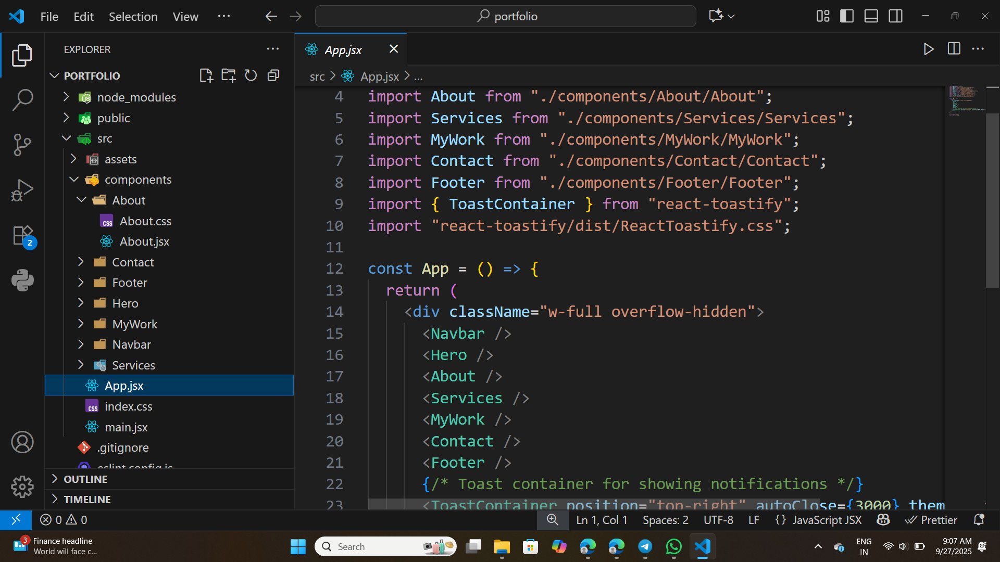 File Edit Selection View ...
portfolio
EXPLORER
PORTFOLIO
node_modules
public
src
assets
components
About
About.css
About.jsx
Contact
Footer
Hero
MyWork
Navbar
Services
App.jsx
index.css
main.jsx
.gitignore
eslint.config.js
OUTLINE
TIMELINE
2
App.jsx
src > App.jsx > ...
4 import About from "./components/About/About";
5 import Services from "./components/Services/Services";
6 import MyWork from "./components/MyWork/MyWork";
7 import Contact from "./components/Contact/Contact";
8 import Footer from "./components/Footer/Footer";
9 import { ToastContainer } from "react-toastify";
10 import "react-toastify/dist/ReactToastify.css";
11
12 const App = () => {
13 return (
14 <div className="w-full overflow-hidden">
15 <Navbar />
16 <Hero />
17 <About />
18 <Services />
19 <MyWork />
20 <Contact />
21 <Footer />
22 {/* Toast container for showing notifications */}
23 <ToastContainer position="top-right" autoClose={3000} them
0 0
Ln 1, Col 1 Spaces: 2 UTF-8 LF {} JavaScript JSX Prettier
3
Finance headline
World will face c...
Search
ENG
IN
9:07 AM
9/27/2025